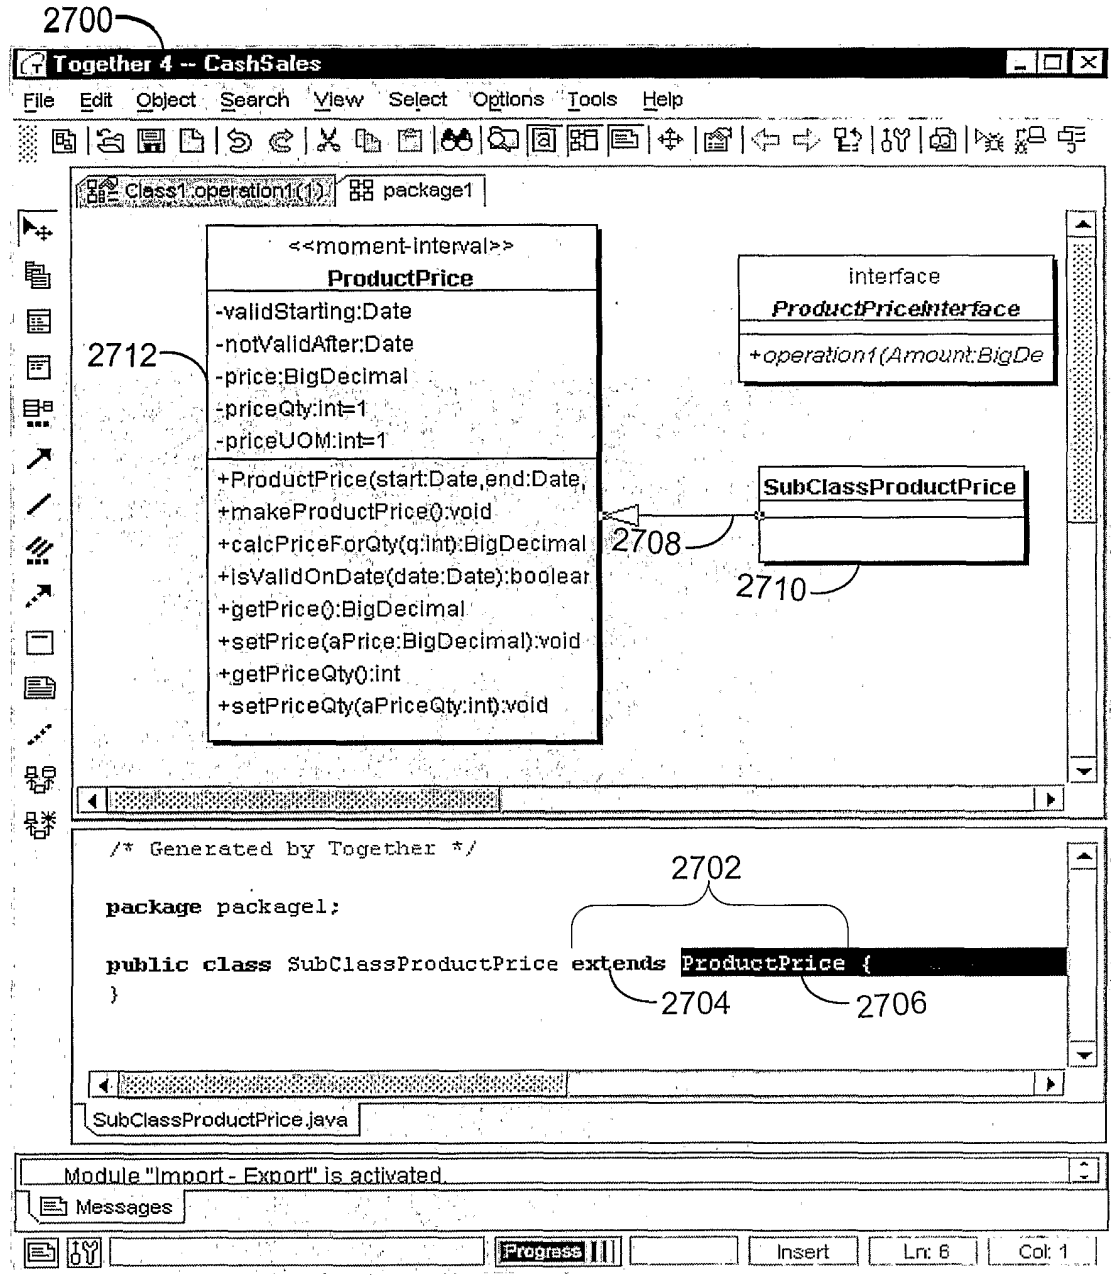 2700
Together 4 -- CashSales
File Edit Object Search View Select Options Tools Help
Class1.operation1(1) package1
<<moment-interval>>
ProductPrice
-validStarting:Date
-notValidAfter:Date
-price:BigDecimal
-priceQty:int=1
-priceUOM:int=1
+ProductPrice(start:Date,end:Date,
+makeProductPrice():void
+calcPriceForQty(q:int):BigDecimal
+isValidOnDate(date:Date):boolear
+getPrice():BigDecimal
+setPrice(aPrice:BigDecimal):void
+getPriceQty():int
+setPriceQty(aPriceQty:int):void
2712
interface
ProductPriceInterface
+operation1(Amount:BigDe
SubClassProductPrice
2708
2710
/* Generated by Together */
2702
package package1;
public class SubClassProductPrice extends ProductPrice {
}
2704
2706
SubClassProductPrice.java
Module "Import - Export" is activated.
Messages
Progress Insert Ln: 6 Col: 1